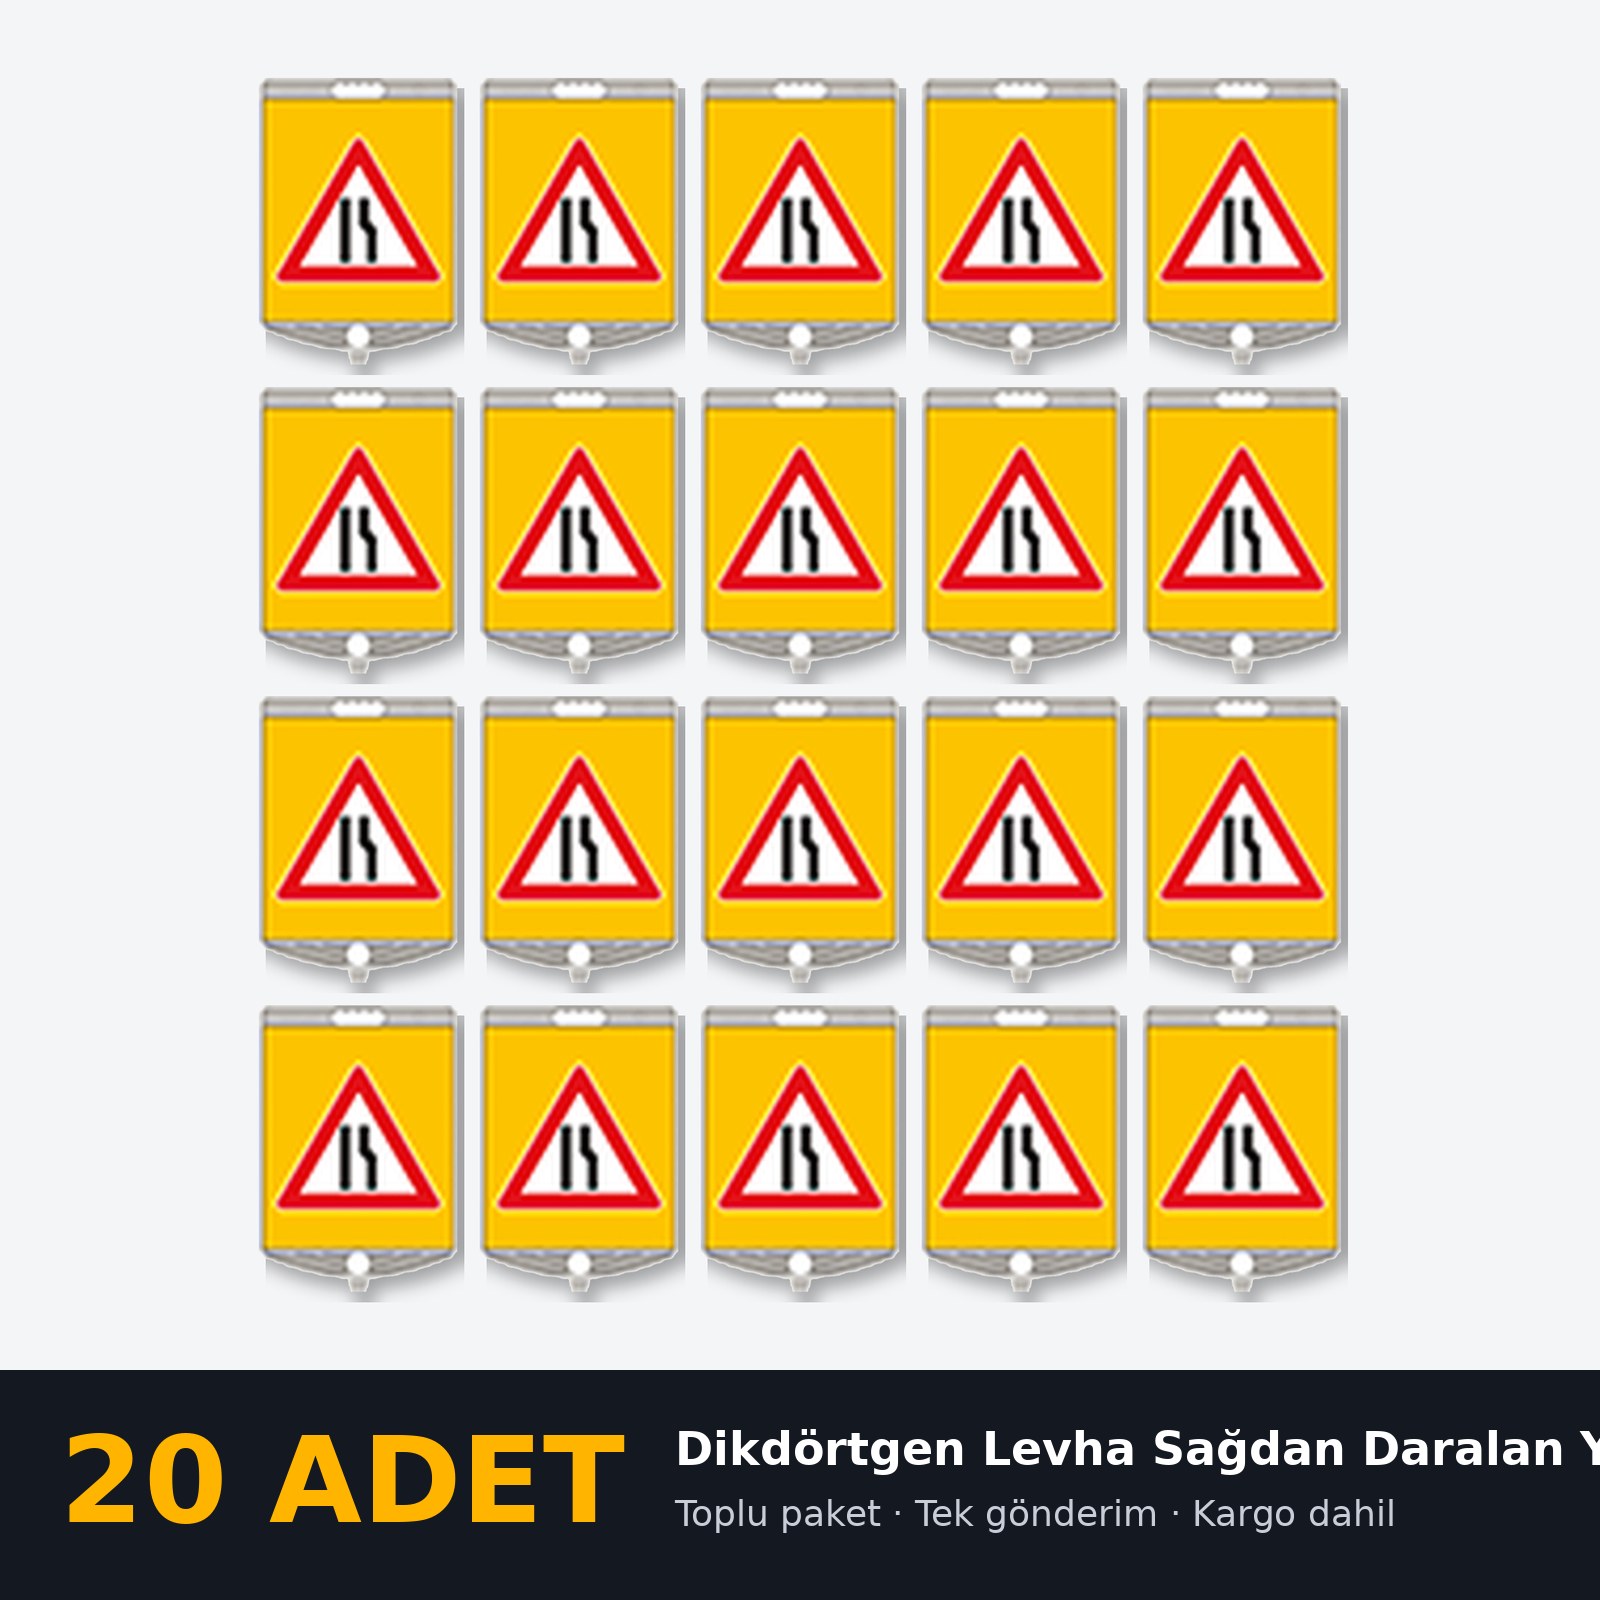 20 ADET
Dikdörtgen Levha Sağdan Daralan Y
Toplu paket · Tek gönderim · Kargo dahil